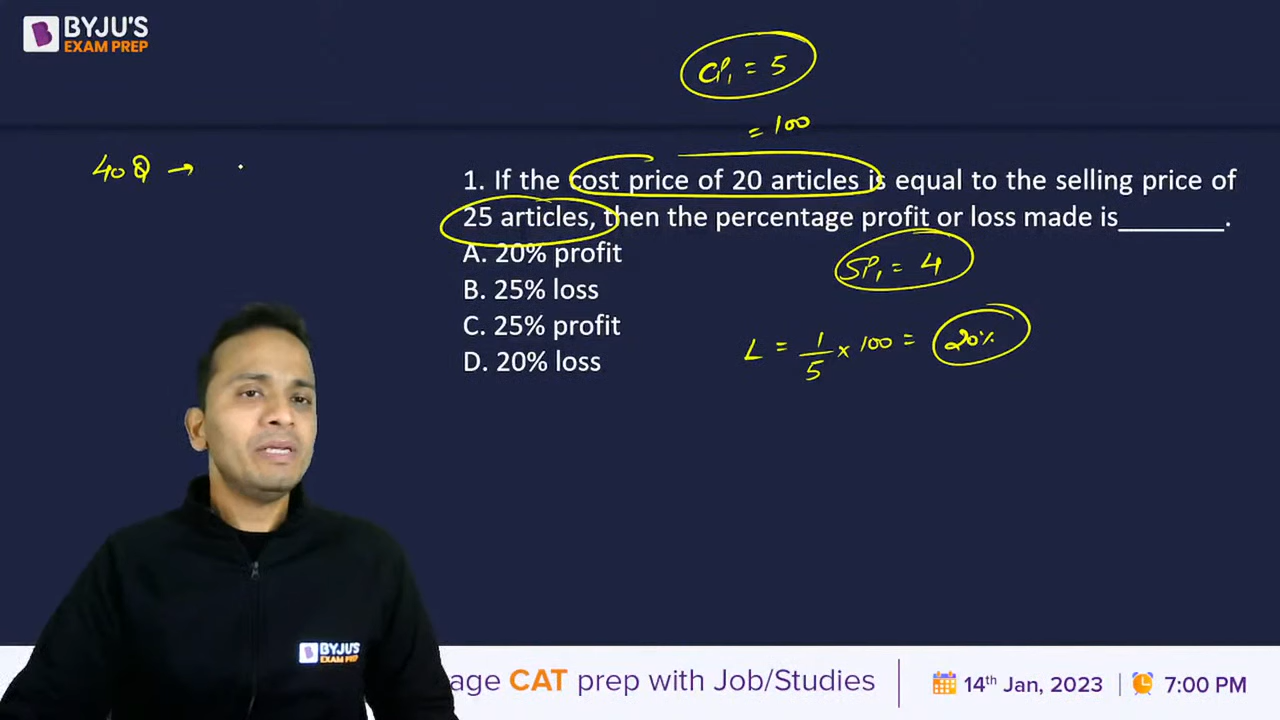 BYJU'S
EXAM PREP
CP₁ = 5
= 100
40Q →
1. If the cost price of 20 articles is equal to the selling price of
25 articles, then the percentage profit or loss made is_______.
A. 20% profit
SP₁ = 4
B. 25% loss
C. 25% profit
L = 1/5 × 100 = 20%
D. 20% loss
BYJU'S
EXAM PREP
age CAT prep with Job/Studies
14th Jan, 2023
7:00 PM